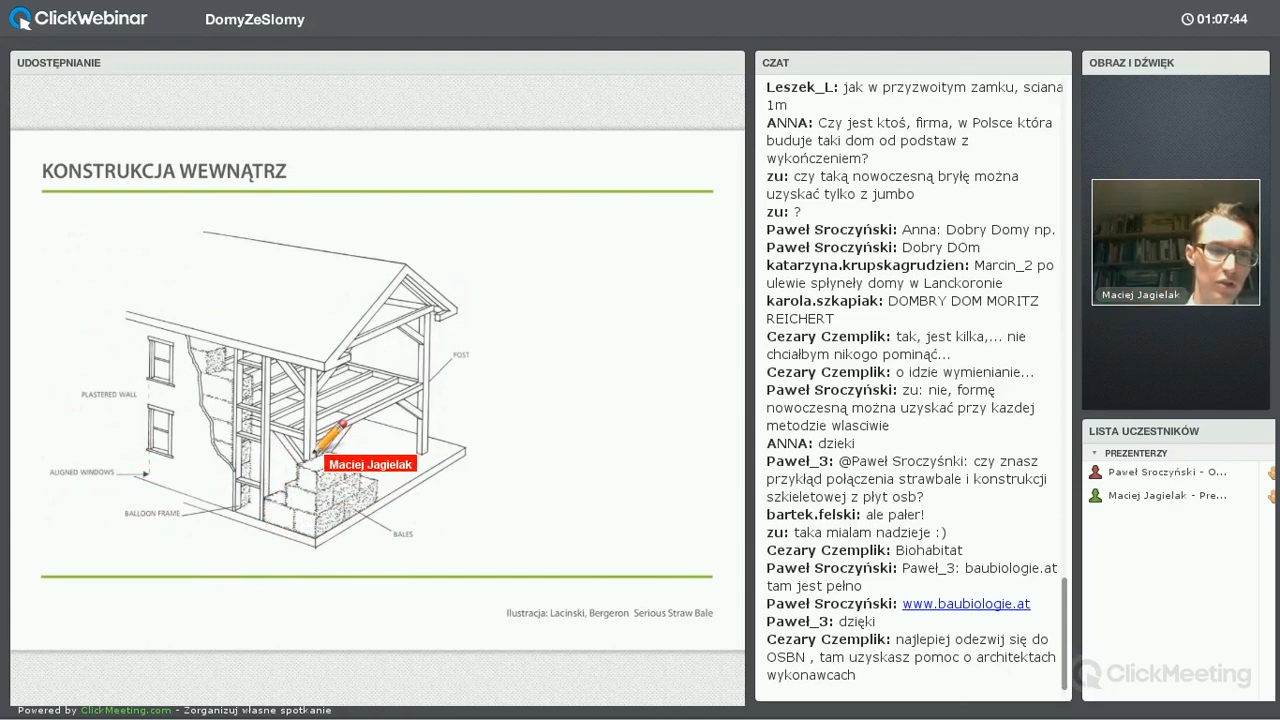 ClickWebinar
DomyZeSlomy
01:07:44
UDOSTĘPNIANIE
KONSTRUKCJA WEWNĄTRZ
POST
PLASTERED WALL
Maciej Jagielak
ALIGNED WINDOWS
BALLOON FRAME
BALES
Ilustracja: Lacinski, Bergeron Serious Straw Bale
CZAT
Leszek_L: jak w przyzwoitym zamku, sciana
1m
ANNA: Czy jest ktoś, firma, w Polsce która
buduje taki dom od podstaw z
wykończeniem?
zu: czy taką nowoczesną bryłę można
uzyskać tylko z jumbo
zu: ?
Paweł Sroczyński: Anna: Dobry Domy np.
Paweł Sroczyński: Dobry DOm
katarzyna.krupskagrudzien: Marcin_2 po
ulewie spłyneły domy w Lanckoronie
karola.szkapiak: DOMBRY DOM MORITZ
REICHERT
Cezary Czemplik: tak, jest kilka,... nie
chciałbym nikogo pominąć...
Cezary Czemplik: o idzie wymienianie...
Paweł Sroczyński: zu: nie, formę
nowoczesną można uzyskać przy kazdej
metodzie wlasciwie
ANNA: dzieki
Paweł_3: @Paweł Sroczyśnki: czy znasz
przykłąd połączenia strawbale i konstrukcji
szkieletowej z płyt osb?
bartek.felski: ale pałer!
zu: taka mialam nadzieje :)
Cezary Czemplik: Biohabitat
Paweł Sroczyński: Paweł_3: baubiologie.at
tam jest pełno
Paweł Sroczyński: www.baubiologie.at
Paweł_3: dzięki
Cezary Czemplik: najlepiej odezwij się do
OSBN , tam uzyskasz pomoc o architektach
wykonawcach
OBRAZ I DŹWIĘK
Maciej Jagielak
LISTA UCZESTNIKÓW
PREZENTERZY
Paweł Sroczyński - O...
Maciej Jagielak - Pre...
ClickMeeting
Powered by ClickMeeting.com - Zorganizuj własne spotkanie